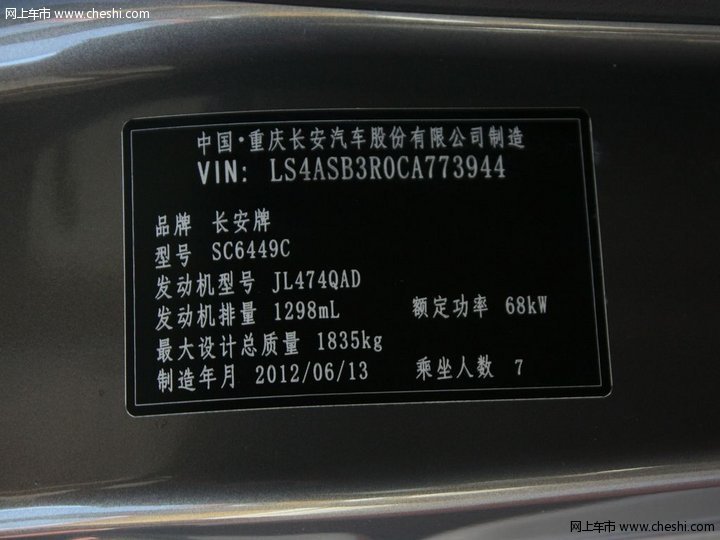 网上车市 www.cheshi.com
中国·重庆长安汽车股份有限公司制造
VIN: LS4ASB3R0CA773944
品牌 长安牌
型号 SC6449C
发动机型号 JL474QAD
发动机排量 1298mL 额定功率 68kW
最大设计总质量 1835kg
制造年月 2012/06/13 乘坐人数 7
网上车市 www.cheshi.com